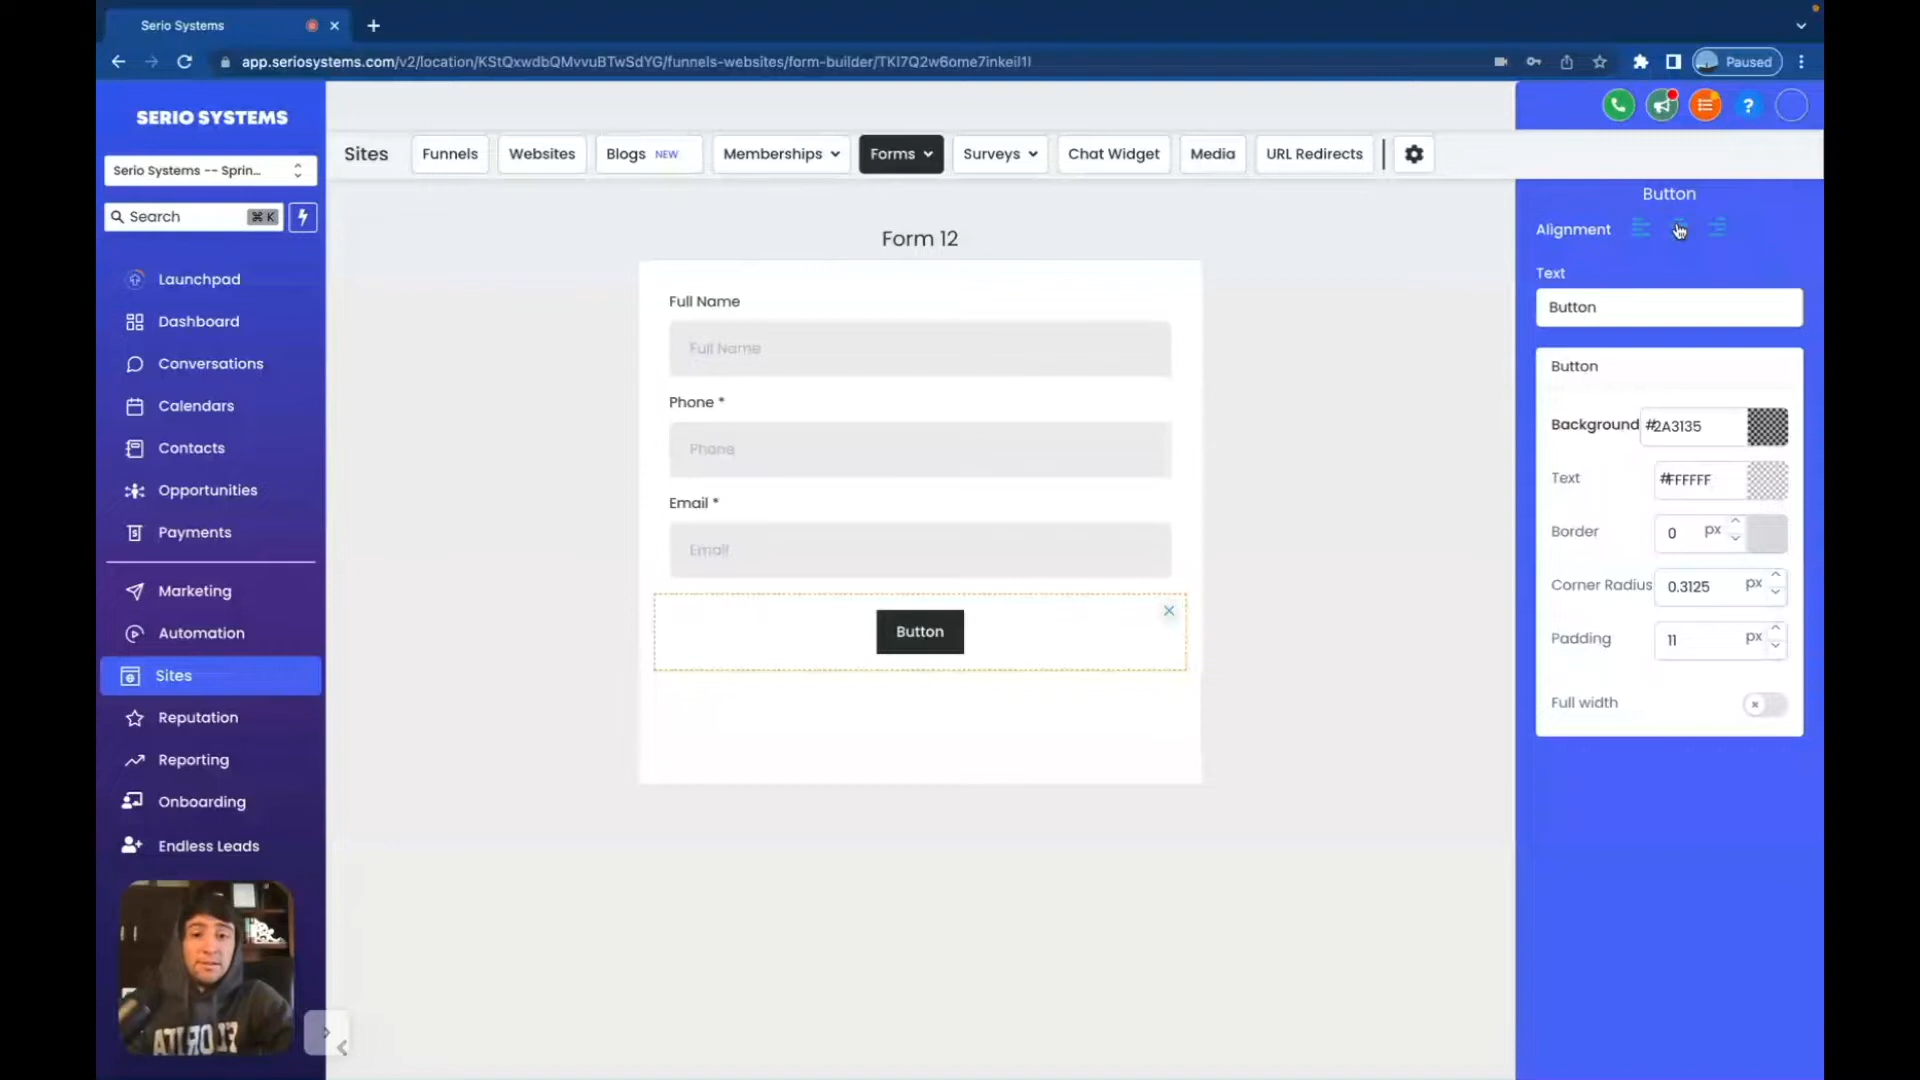 Serio Systems
app.seriosystems.com/v2/location/KStQxwdbQMvvuBTwSdYG/funnels-websites/form-builder/TKI7Q2w6ome7inkeil1l
Paused
SERIO SYSTEMS
Serio Systems -- Sprin...
Search
⌘ K
Launchpad
Dashboard
Conversations
Calendars
Contacts
Opportunities
Payments
Marketing
Automation
Sites
Reputation
Reporting
Onboarding
Endless Leads
Sites
Funnels
Websites
Blogs NEW
Memberships
Forms
Surveys
Chat Widget
Media
URL Redirects
Form 12
Full Name
Full Name
Phone *
Phone
Email *
Email
Button
Button
Alignment
Text
Button
Button
Background #2A3135
Text #FFFFFF
Border 0 px
Corner Radius 0.3125 px
Padding 11 px
Full width